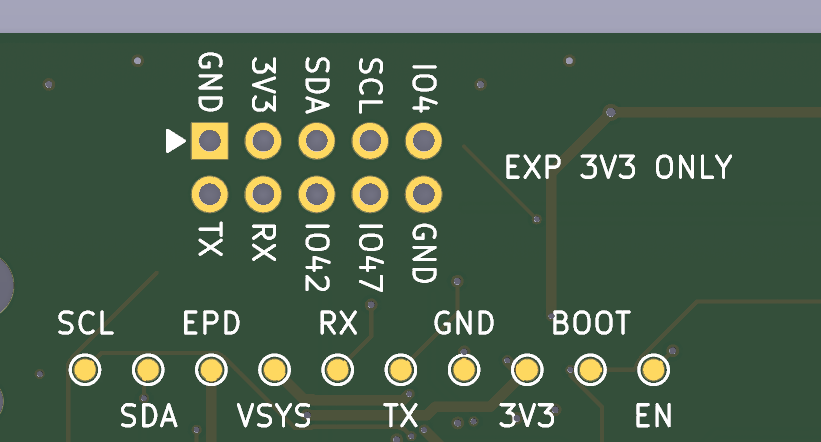 GND 3V3 SDA SCL IO4
EXP 3V3 ONLY
TX RX IO42 IO47 GND
SCL EPD RX GND BOOT
SDA VSYS TX 3V3 EN